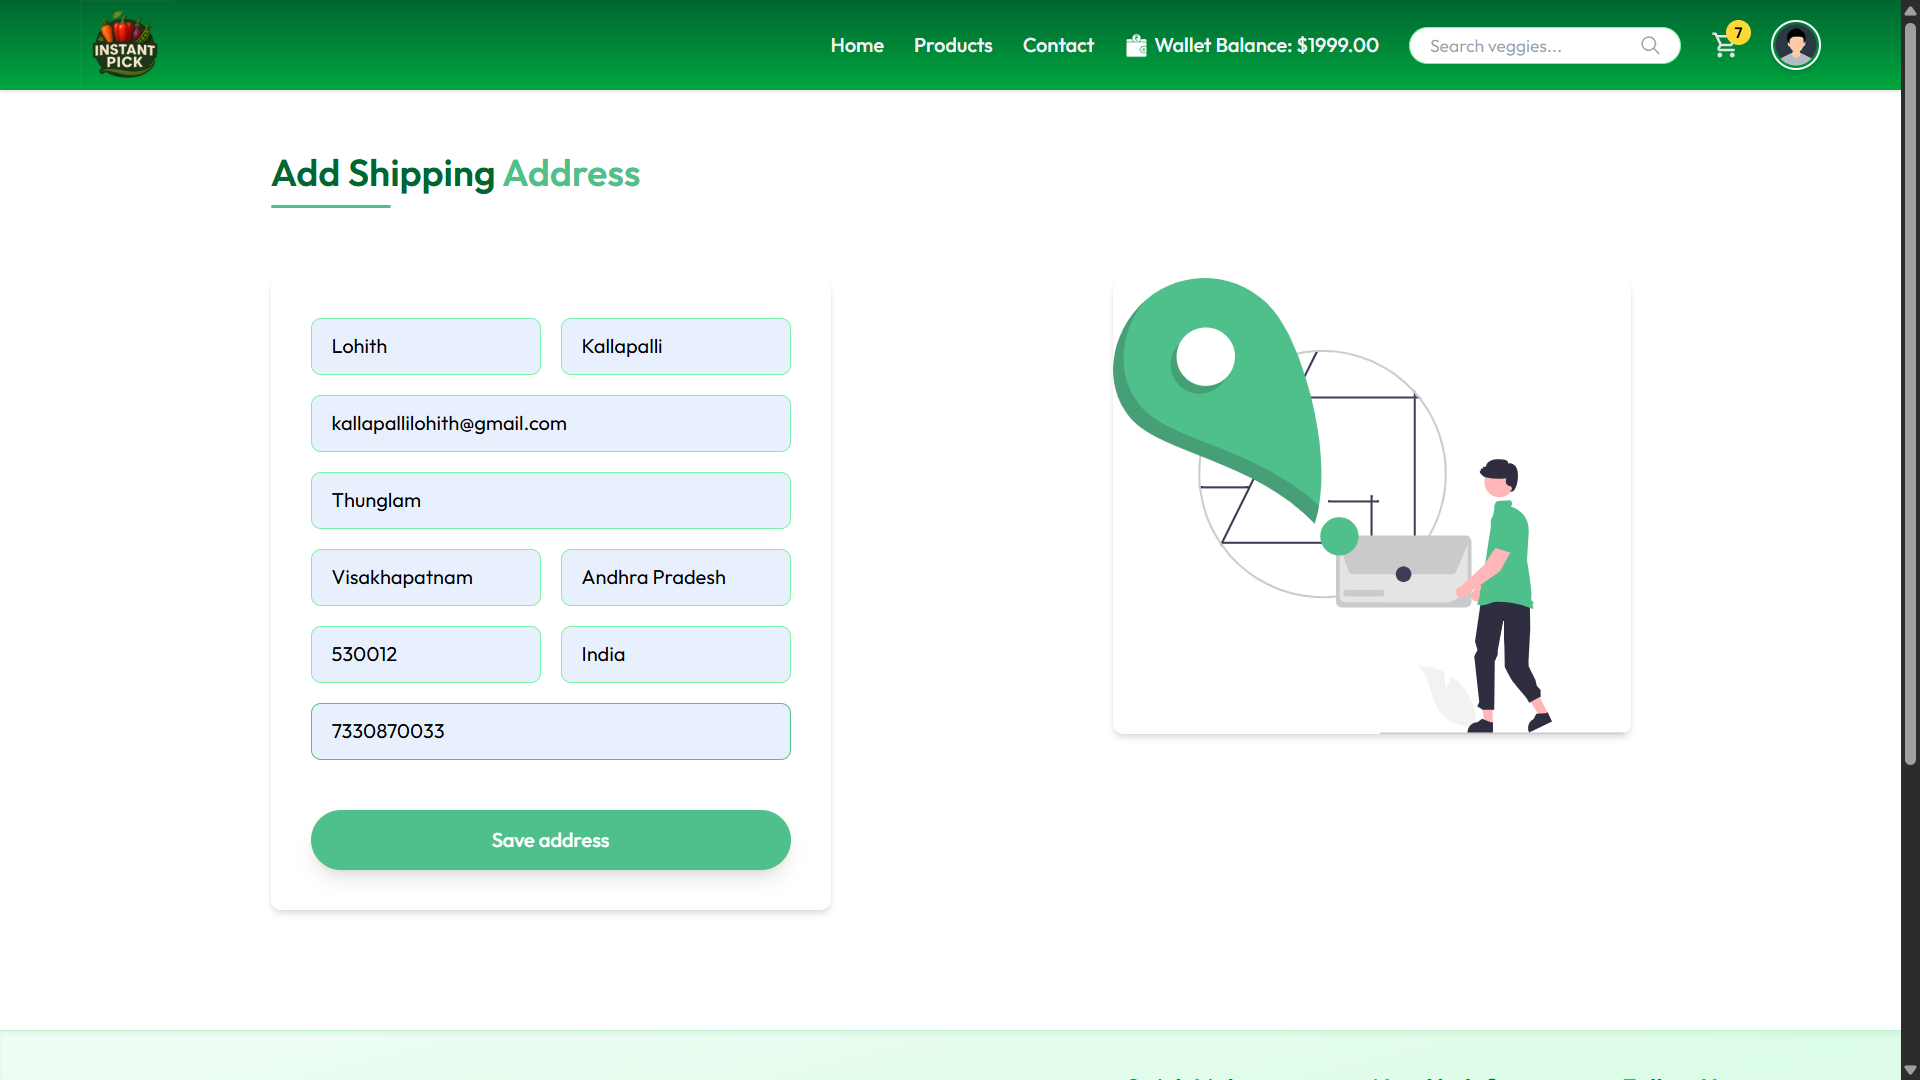 INSTANT
PICK
Home Products Contact Wallet Balance: $1999.00 Search veggies... 7
Add Shipping Address
Lohith Kallapalli
kallapallilohith@gmail.com
Thunglam
Visakhapatnam Andhra Pradesh
530012 India
7330870033
Save address